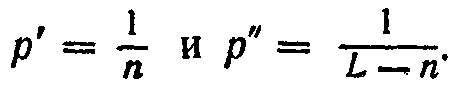 p′ = 1/n и p″ = 1/(L − n).